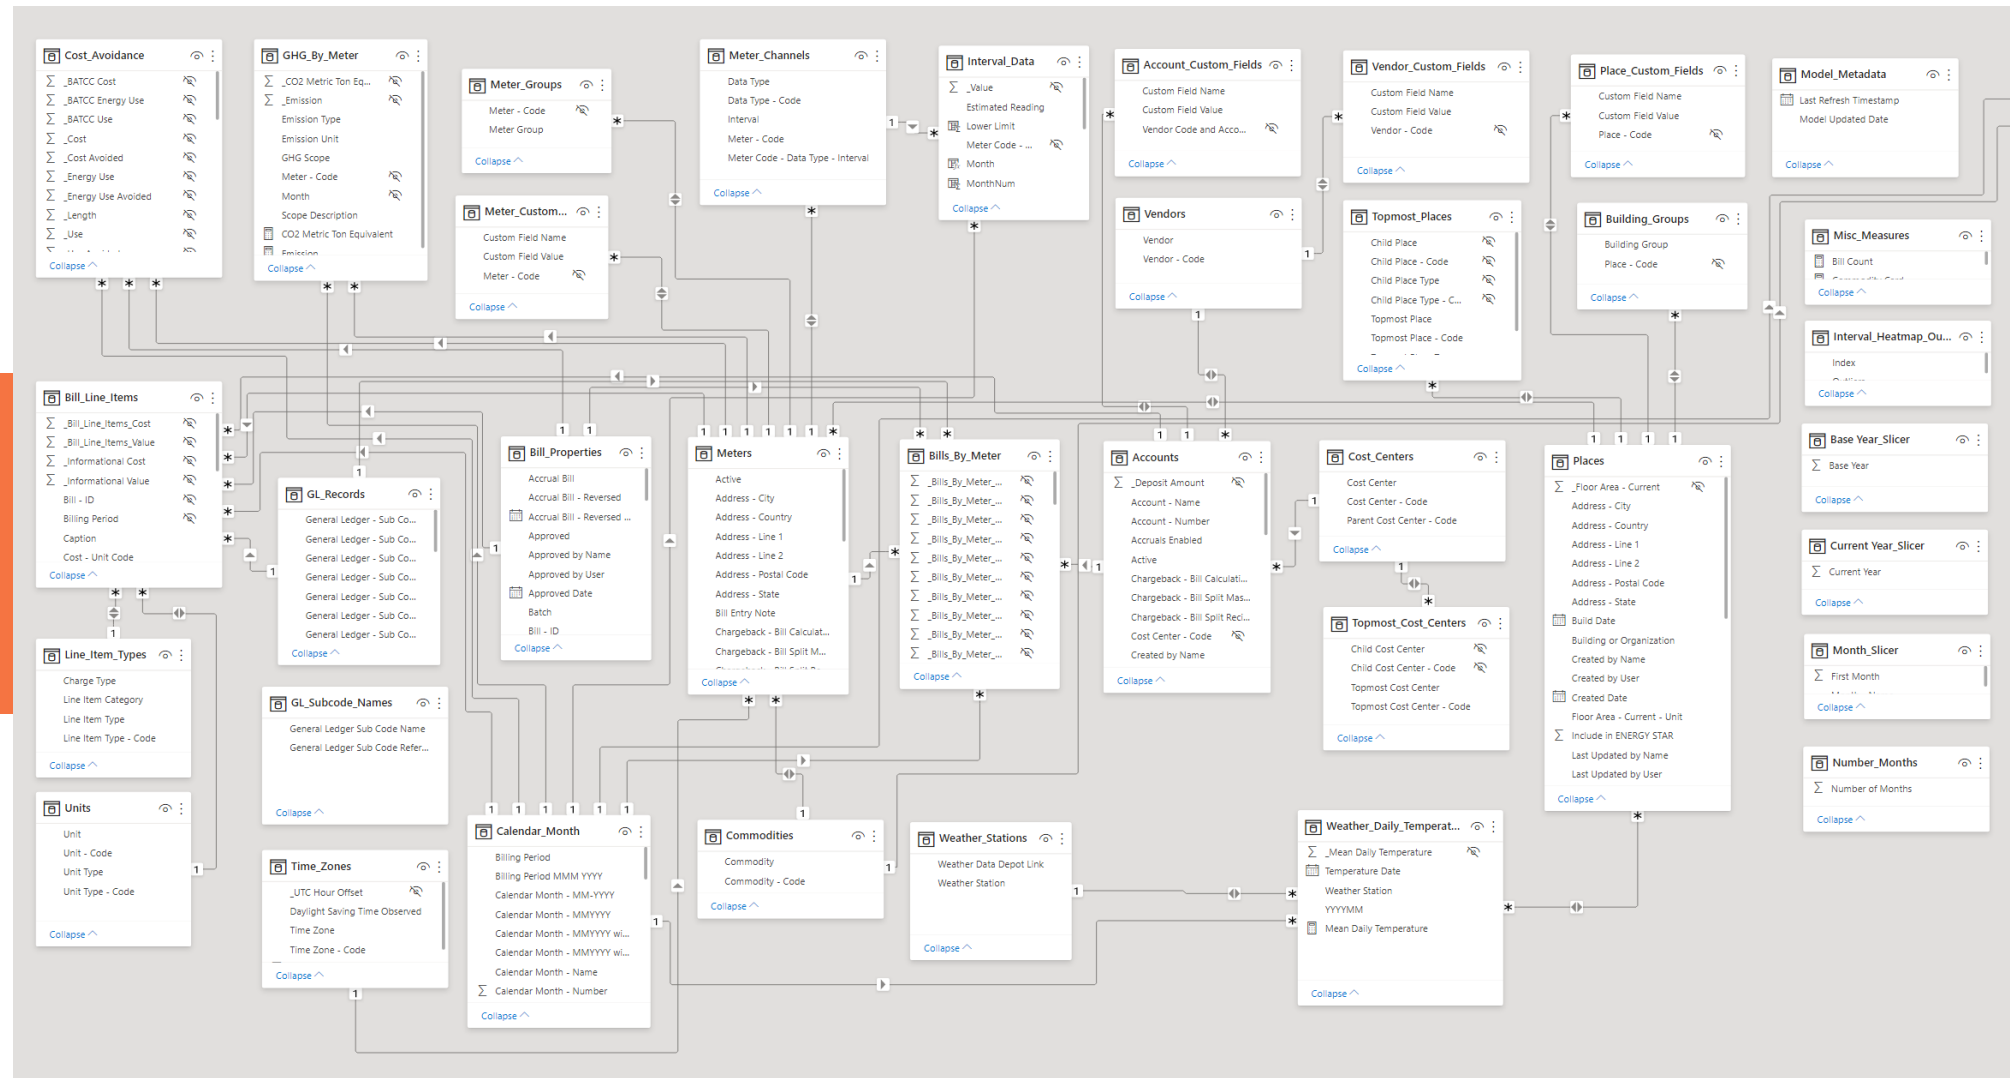 Cost_Avoidance
_BATCC Cost
_BATCC Energy Use
_BATCC Use
_Cost
_Cost Avoided
_Energy Use
_Energy Use Avoided
_Length
_Use
Collapse
GHG_By_Meter
_CO2 Metric Ton Eq...
_Emission
Emission Type
Emission Unit
GHG Scope
Meter - Code
Month
Scope Description
CO2 Metric Ton Equivalent
Emission
Collapse
Meter_Groups
Meter - Code
Meter Group
Collapse
Meter_Custom...
Custom Field Name
Custom Field Value
Meter - Code
Collapse
Meter_Channels
Data Type
Data Type - Code
Interval
Meter - Code
Meter Code - Data Type - Interval
Collapse
Interval_Data
_Value
Estimated Reading
Lower Limit
Meter Code - ...
Month
MonthNum
Collapse
Account_Custom_Fields
Custom Field Name
Custom Field Value
Vendor Code and Acco...
Collapse
Vendor_Custom_Fields
Custom Field Name
Custom Field Value
Vendor - Code
Collapse
Place_Custom_Fields
Custom Field Name
Custom Field Value
Place - Code
Collapse
Model_Metadata
Last Refresh Timestamp
Model Updated Date
Collapse
Vendors
Vendor
Vendor - Code
Collapse
Topmost_Places
Child Place
Child Place - Code
Child Place Type
Child Place Type - C...
Topmost Place
Topmost Place - Code
Collapse
Building_Groups
Building Group
Place - Code
Collapse
Misc_Measures
Bill Count
Collapse
Interval_Heatmap_Ou...
Index
Collapse
Bill_Line_Items
_Bill_Line_Items_Cost
_Bill_Line_Items_Value
_Informational Cost
_Informational Value
Bill - ID
Billing Period
Caption
Cost - Unit Code
Collapse
GL_Records
General Ledger - Sub Co...
General Ledger - Sub Co...
General Ledger - Sub Co...
General Ledger - Sub Co...
General Ledger - Sub Co...
General Ledger - Sub Co...
General Ledger - Sub Co...
Collapse
Bill_Properties
Accrual Bill
Accrual Bill - Reversed
Accrual Bill - Reversed ...
Approved
Approved by Name
Approved by User
Approved Date
Batch
Bill - ID
Collapse
Meters
Active
Address - City
Address - Country
Address - Line 1
Address - Line 2
Address - Postal Code
Address - State
Bill Entry Note
Chargeback - Bill Calculat...
Chargeback - Bill Split M...
Collapse
Bills_By_Meter
_Bills_By_Meter_...
_Bills_By_Meter_...
_Bills_By_Meter_...
_Bills_By_Meter_...
_Bills_By_Meter_...
_Bills_By_Meter_...
_Bills_By_Meter_...
_Bills_By_Meter_...
_Bills_By_Meter_...
_Bills_By_Meter_...
Collapse
Accounts
_Deposit Amount
Account - Name
Account - Number
Accruals Enabled
Active
Chargeback - Bill Calculati...
Chargeback - Bill Split Mas...
Chargeback - Bill Split Reci...
Cost Center - Code
Created by Name
Collapse
Cost_Centers
Cost Center
Cost Center - Code
Parent Cost Center - Code
Collapse
Topmost_Cost_Centers
Child Cost Center
Child Cost Center - Code
Topmost Cost Center
Topmost Cost Center - Code
Collapse
Places
_Floor Area - Current
Address - City
Address - Country
Address - Line 1
Address - Line 2
Address - Postal Code
Address - State
Build Date
Building or Organization
Created by Name
Created by User
Created Date
Floor Area - Current - Unit
Include in ENERGY STAR
Last Updated by Name
Last Updated by User
Collapse
Base Year_Slicer
Base Year
Collapse
Current Year_Slicer
Current Year
Collapse
Month_Slicer
First Month
Collapse
Number_Months
Number of Months
Collapse
Line_Item_Types
Charge Type
Line Item Category
Line Item Type
Line Item Type - Code
Collapse
Units
Unit
Unit - Code
Unit Type
Unit Type - Code
Collapse
GL_Subcode_Names
General Ledger Sub Code Name
General Ledger Sub Code Refer...
Collapse
Time_Zones
_UTC Hour Offset
Daylight Saving Time Observed
Time Zone
Time Zone - Code
Collapse
Calendar_Month
Billing Period
Billing Period MMM YYYY
Calendar Month - MM-YYYY
Calendar Month - MMYYYY
Calendar Month - MMYYYY wi...
Calendar Month - MMYYYY wi...
Calendar Month - Name
Calendar Month - Number
Collapse
Commodities
Commodity
Commodity - Code
Collapse
Weather_Stations
Weather Data Depot Link
Weather Station
Collapse
Weather_Daily_Temperat...
_Mean Daily Temperature
Temperature Date
Weather Station
YYYYMM
Mean Daily Temperature
Collapse